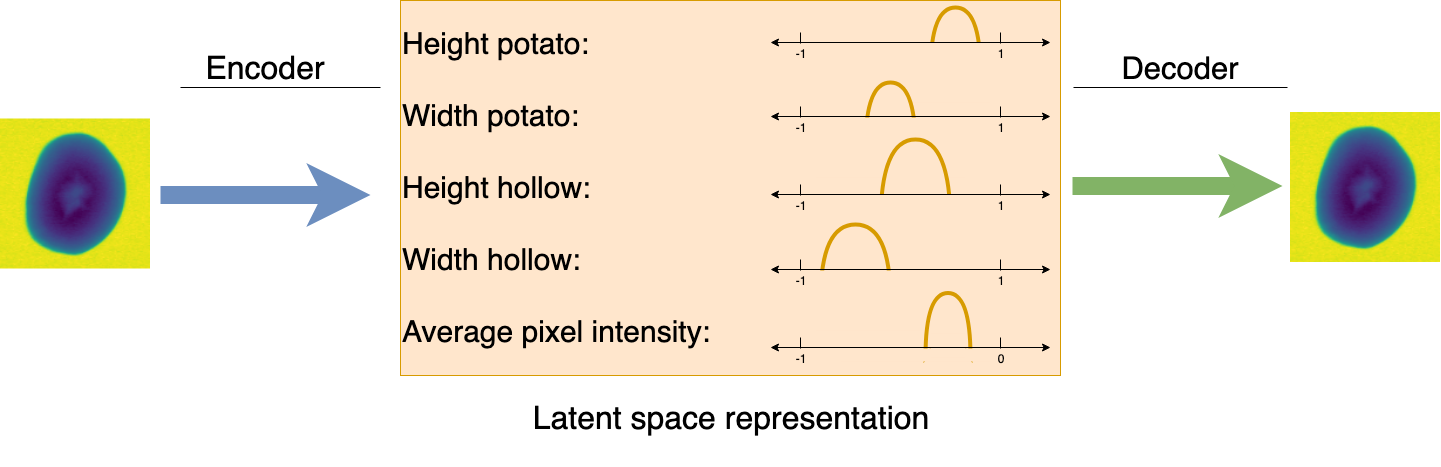 Encoder
Height potato:
-1 1
Width potato:
-1 1
Height hollow:
-1 1
Width hollow:
-1 1
Average pixel intensity:
-1 0
Decoder
Latent space representation